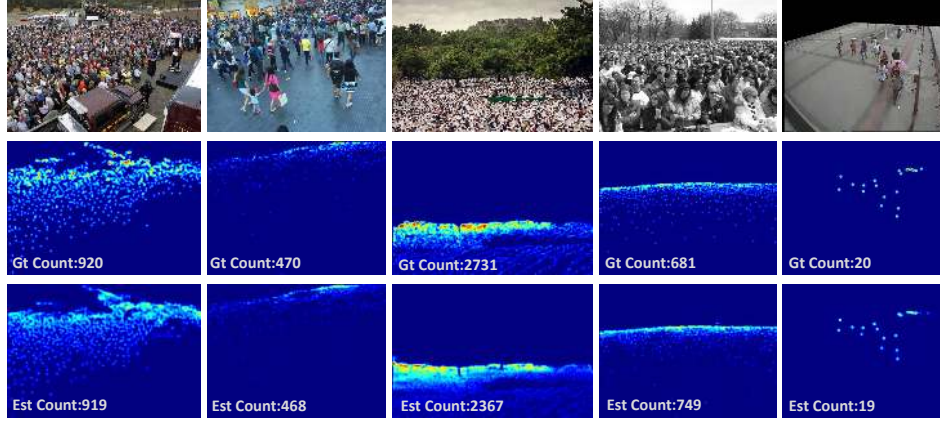 Gt Count:920
Gt Count:470
Gt Count:2731
Gt Count:681
Gt Count:20
Est Count:919
Est Count:468
Est Count:2367
Est Count:749
Est Count:19